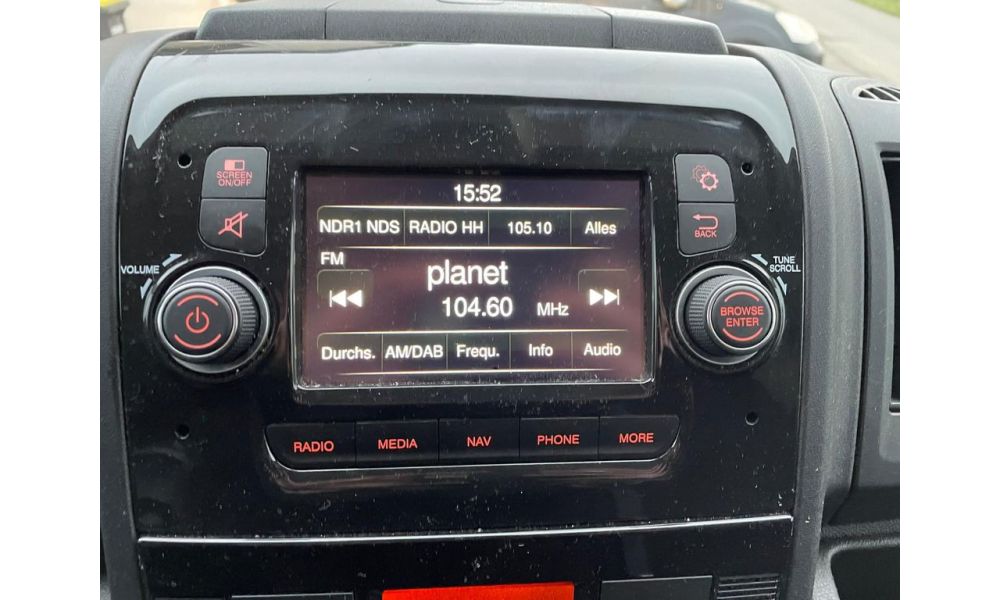 SCREEN
ON/OFF
15:52
NDR1 NDS RADIO HH 105.10 Alles
BACK
VOLUME
TUNE
SCROLL
FM
planet
104.60 MHz
BROWSE
ENTER
Durchs. AM/DAB Frequ. Info Audio
RADIO MEDIA NAV PHONE MORE